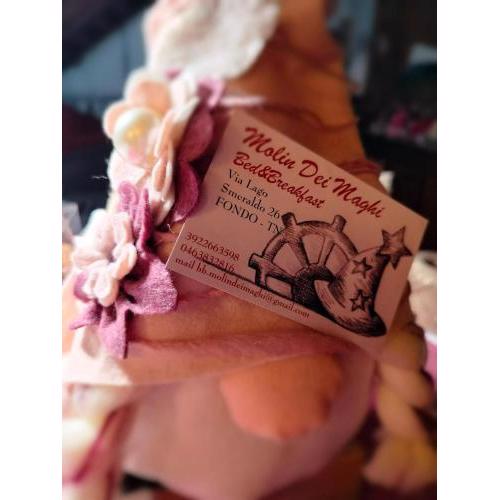 Molin Dei Maghi
Bed&Breakfast
Via Lago
Smeraldo 26
FONDO - TN
3922663598
0463832816
mail bb.molindeimaghi@gmail.com